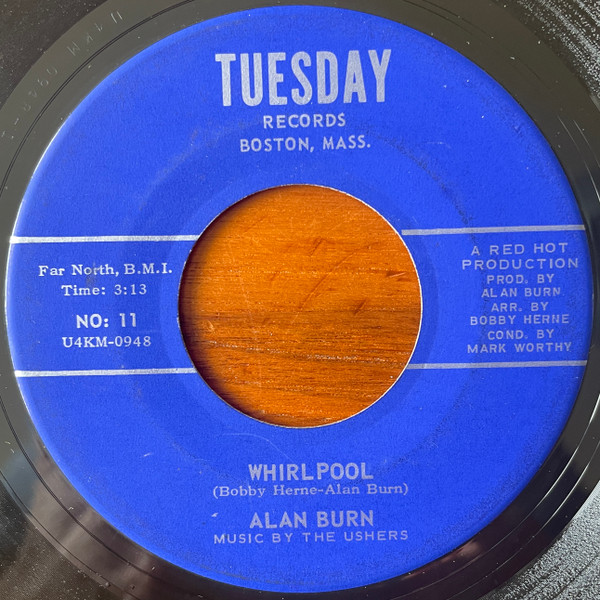 TUESDAY
RECORDS
BOSTON, MASS.
Far North, B.M.I.
Time: 3:13
NO: 11
U4KM-0948
A RED HOT
PRODUCTION
PROD. BY
ALAN BURN
ARR. BY
BOBBY HERNE
COND. BY
MARK WORTHY
WHIRLPOOL
(Bobby Herne-Alan Burn)
ALAN BURN
MUSIC BY THE USHERS